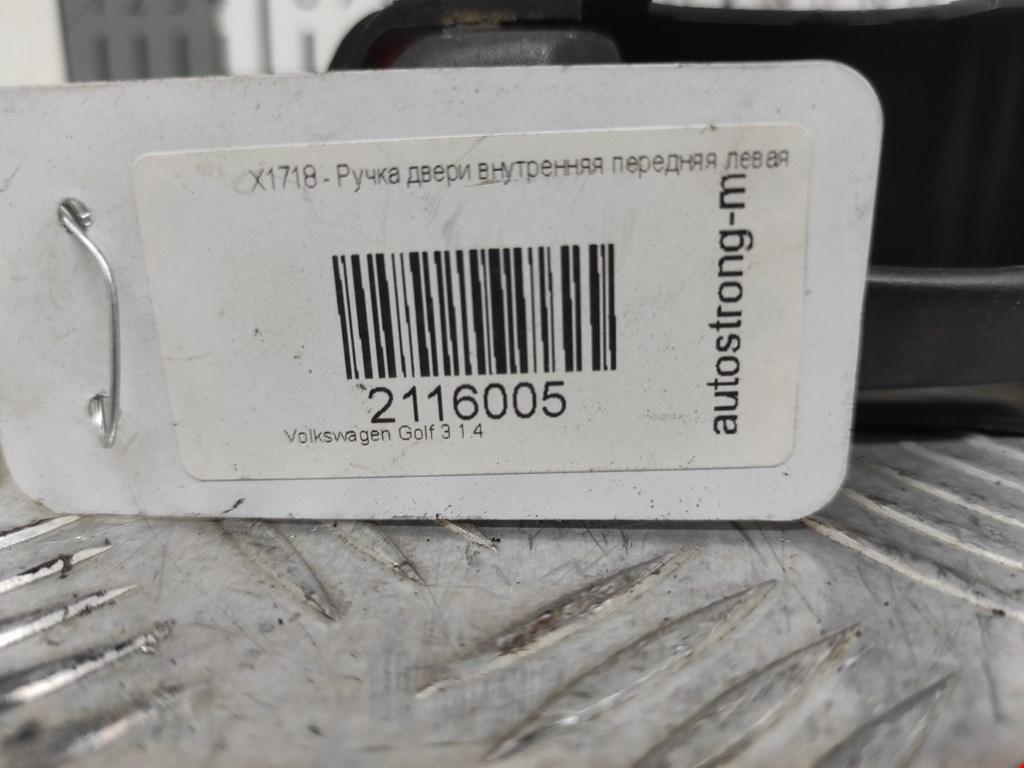 X1718 - Ручка двери внутренняя передняя левая
2116005
Volkswagen Golf 3 1.4
autostrong-m